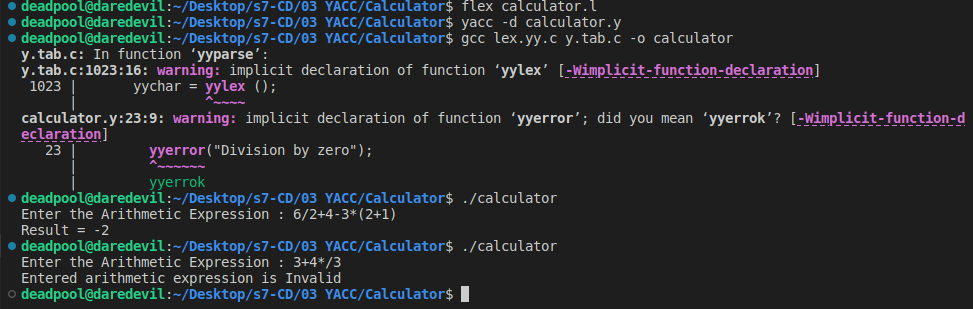 deadpool@daredevil:~/Desktop/s7-CD/03 YACC/Calculator$ flex calculator.l
deadpool@daredevil:~/Desktop/s7-CD/03 YACC/Calculator$ yacc -d calculator.y
deadpool@daredevil:~/Desktop/s7-CD/03 YACC/Calculator$ gcc lex.yy.c y.tab.c -o calculator
y.tab.c: In function ‘yyparse’:
y.tab.c:1023:16: warning: implicit declaration of function ‘yylex’ [-Wimplicit-function-declaration]
 1023 |       yychar = yylex ();
      |                ^~~~~
calculator.y:23:9: warning: implicit declaration of function ‘yyerror’; did you mean ‘yyerrok’? [-Wimplicit-function-d
eclaration]
   23 |         yyerror("Division by zero");
      |         ^~~~~~~
      |         yyerrok
deadpool@daredevil:~/Desktop/s7-CD/03 YACC/Calculator$ ./calculator
Enter the Arithmetic Expression : 6/2+4-3*(2+1)
Result = -2
deadpool@daredevil:~/Desktop/s7-CD/03 YACC/Calculator$ ./calculator
Enter the Arithmetic Expression : 3+4*/3
Entered arithmetic expression is Invalid
deadpool@daredevil:~/Desktop/s7-CD/03 YACC/Calculator$